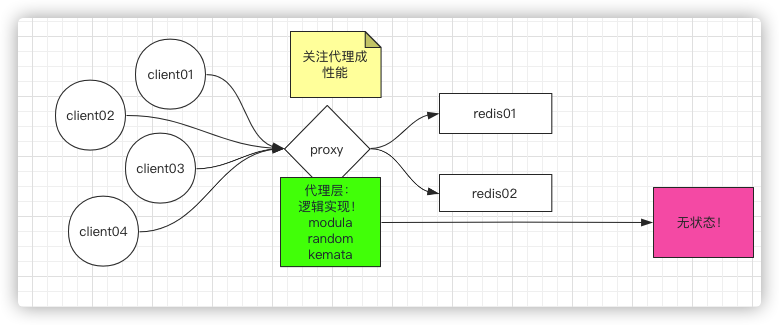 关注代理成
性能
client01
client02
client03
client04
proxy
redis01
redis02
代理层：
逻辑实现！
modula
random
kemata
无状态！